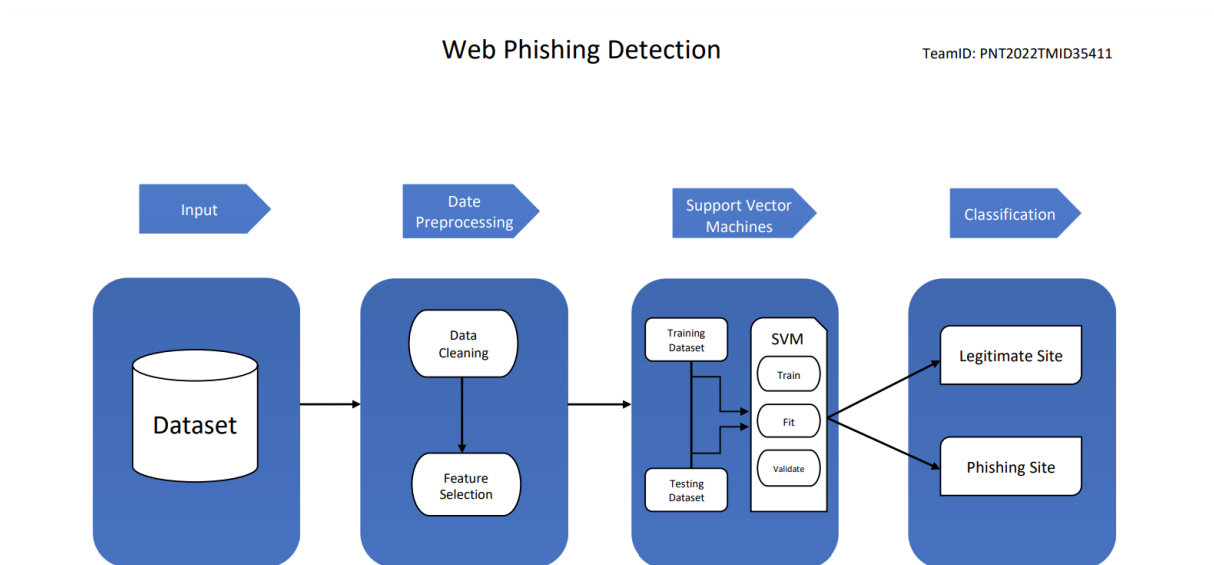 Web Phishing Detection
TeamID: PNT2022TMID35411
Input
Date
Preprocessing
Support Vector
Machines
Classification
Dataset
Data
Cleaning
Feature
Selection
Training
Dataset
Testing
Dataset
SVM
Train
Fit
Validate
Legitimate Site
Phishing Site